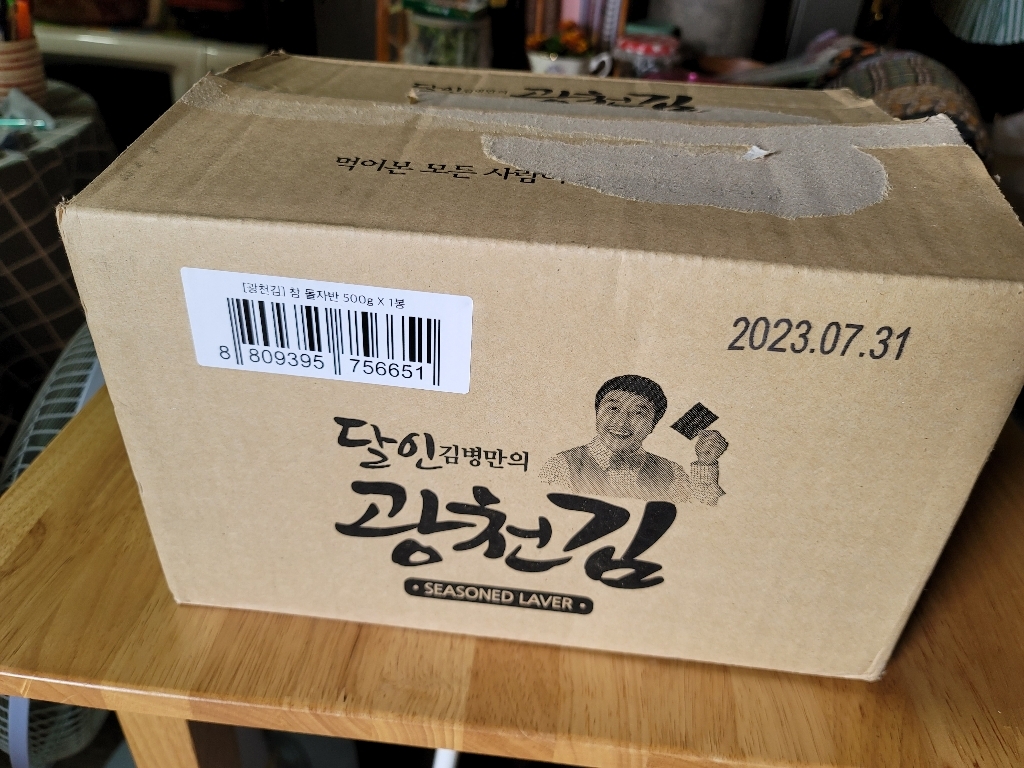 광천김
먹어본 모든 사람이
[광천김] 참 돌자반 500g X 1봉
8 809395 756651
2023.07.31
달인 김병만의
광천김
• SEASONED LAVER •